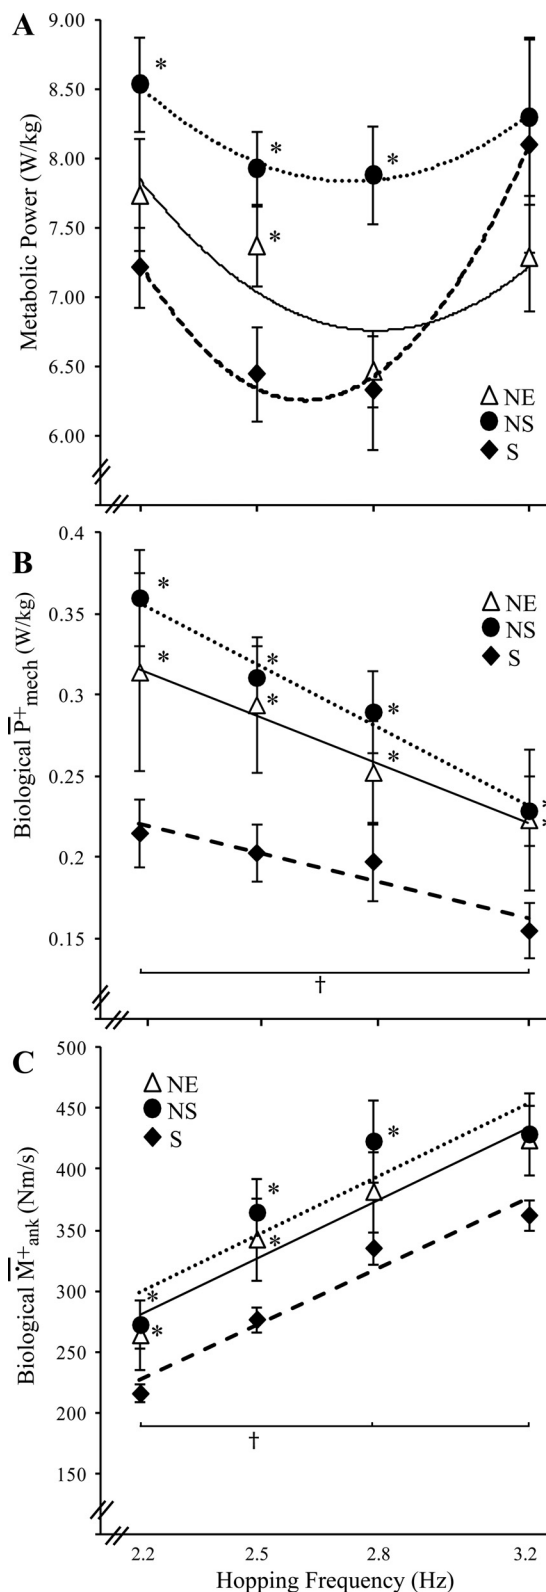 A
Metabolic Power (W/kg)
9.00
8.50
8.00
7.50
7.00
6.50
6.00
*
*
*
*
NE
NS
S
B
Biological P̅+mech (W/kg)
0.4
0.35
0.3
0.25
0.2
0.15
*
*
*
*
*
*
*
*
NE
NS
S
†
C
Biological M̅̇+ank (Nm/s)
500
450
400
350
300
250
200
150
NE
NS
S
*
*
*
*
*
†
2.2 2.5 2.8 3.2
Hopping Frequency (Hz)